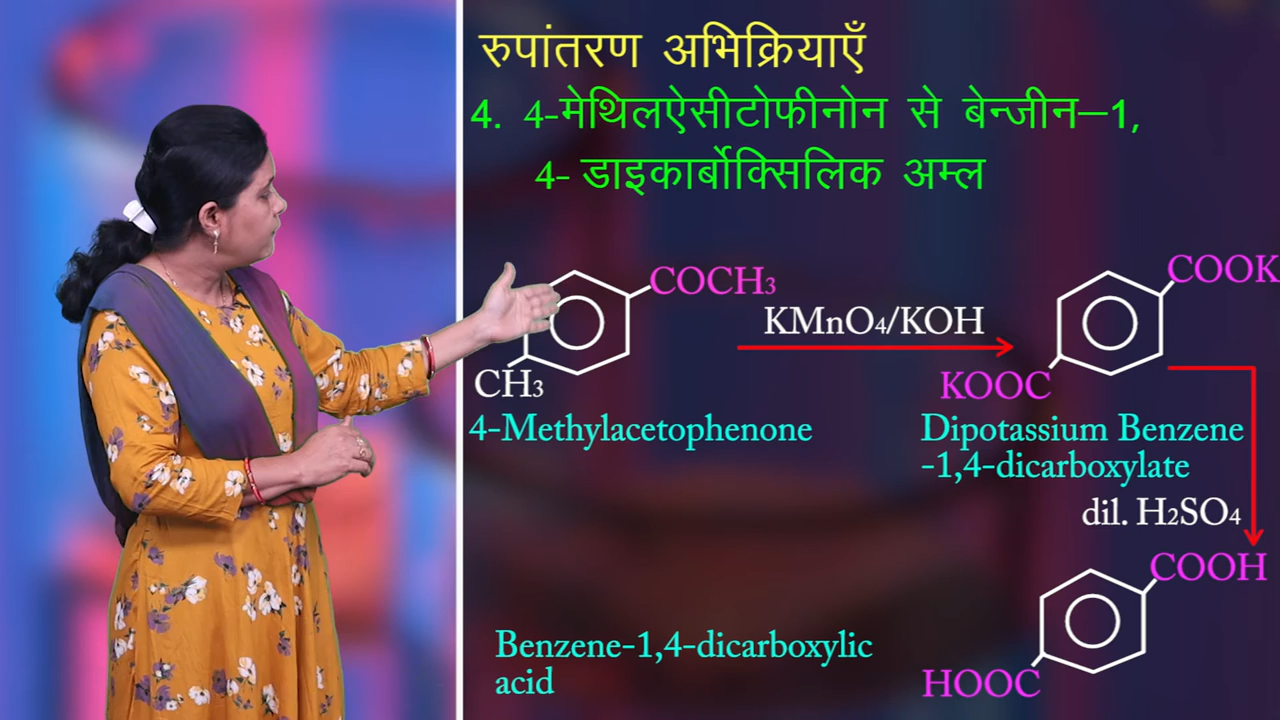 रुपांतरण अभिक्रियाएँ
4. 4-मेथिलऐसीटोफीनोन से बेन्जीन–1,
4- डाइकार्बोक्सिलिक अम्ल
COCH₃
COOK
KMnO₄/KOH
CH₃
KOOC
4-Methylacetophenone
Dipotassium Benzene
-1,4-dicarboxylate
dil. H₂SO₄
COOH
Benzene-1,4-dicarboxylic
acid
HOOC